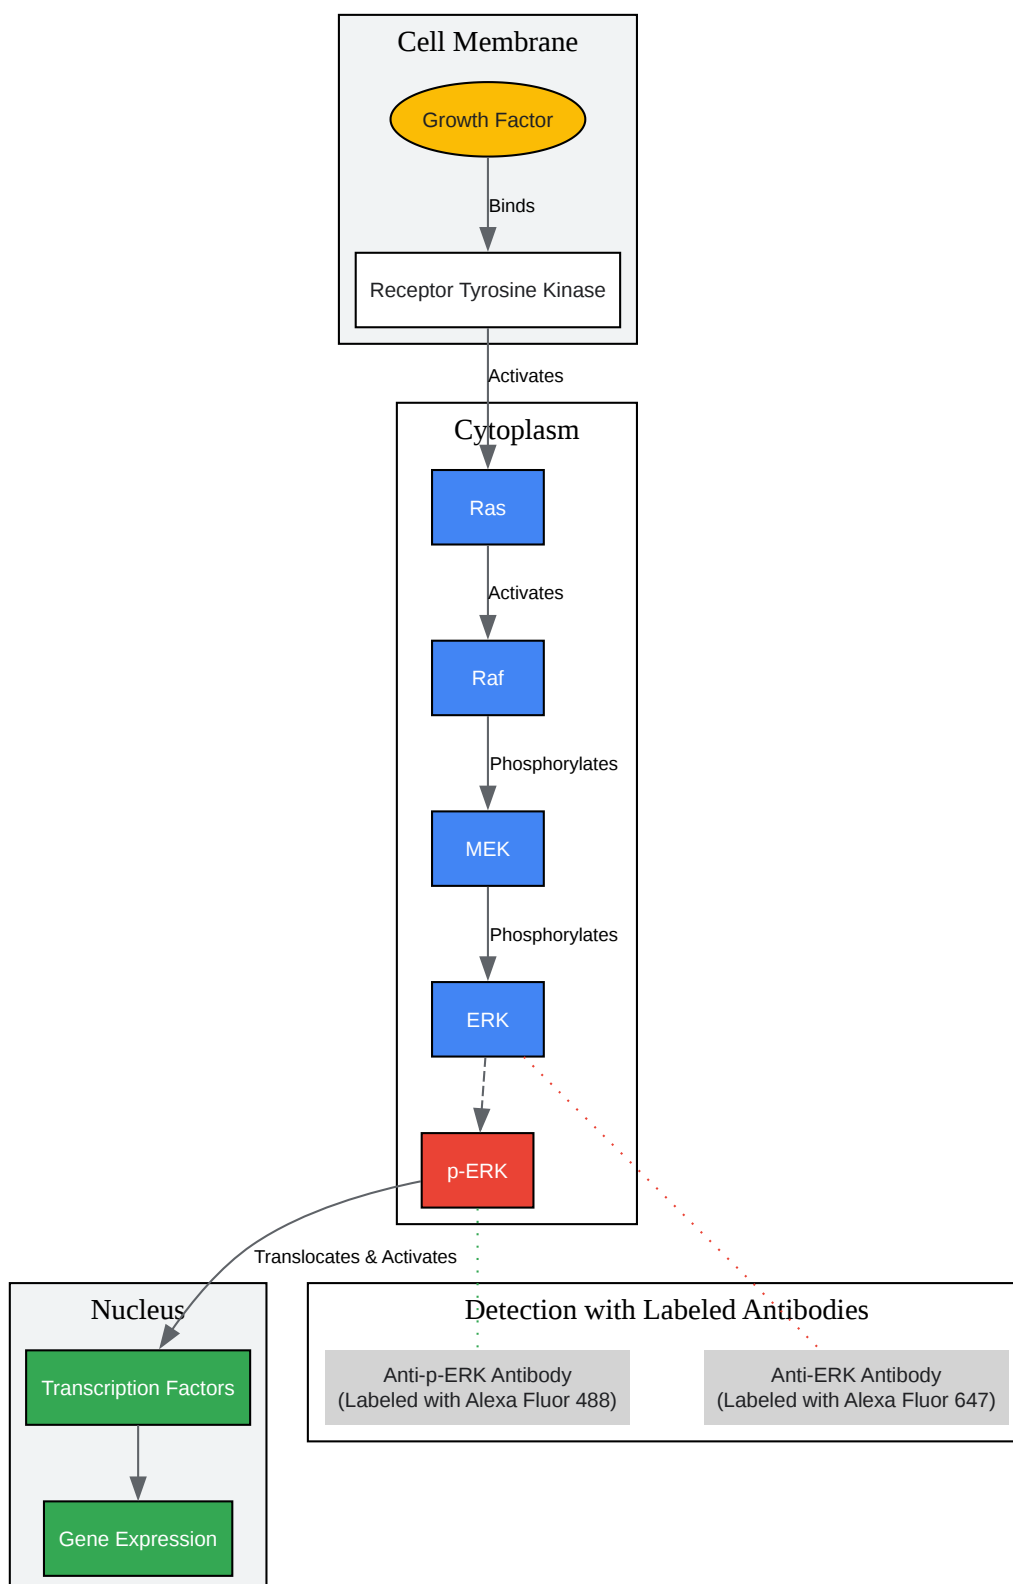 Cell Membrane
Growth Factor
Binds
Receptor Tyrosine Kinase
Activates
Cytoplasm
Ras
Activates
Raf
Phosphorylates
MEK
Phosphorylates
ERK
p-ERK
Translocates & Activates
Nucleus
Transcription Factors
Gene Expression
Detection with Labeled Antibodies
Anti-p-ERK Antibody
(Labeled with Alexa Fluor 488)
Anti-ERK Antibody
(Labeled with Alexa Fluor 647)